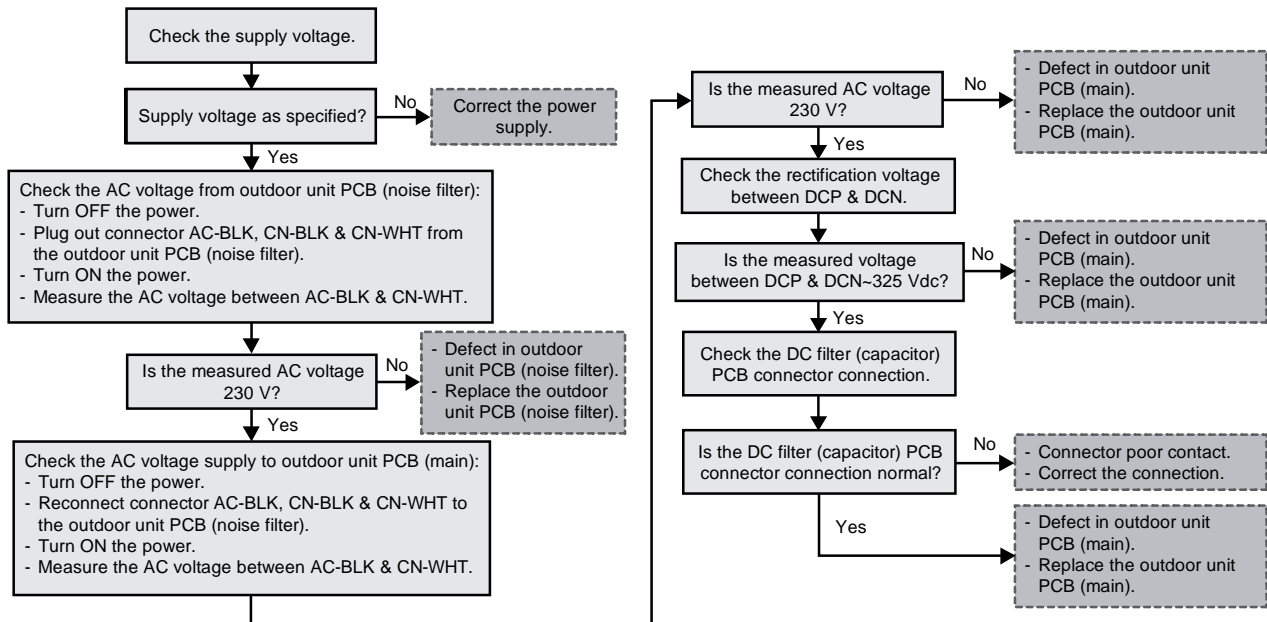 Check the supply voltage.
Supply voltage as specified?
No
Correct the power
supply.
Yes
Check the AC voltage from outdoor unit PCB (noise filter):
- Turn OFF the power.
- Plug out connector AC-BLK, CN-BLK & CN-WHT from
the outdoor unit PCB (noise filter).
- Turn ON the power.
- Measure the AC voltage between AC-BLK & CN-WHT.
Is the measured AC voltage
230 V?
No
- Defect in outdoor
unit PCB (noise filter).
- Replace the outdoor
unit PCB (noise filter).
Yes
Check the AC voltage supply to outdoor unit PCB (main):
- Turn OFF the power.
- Reconnect connector AC-BLK, CN-BLK & CN-WHT to
the outdoor unit PCB (noise filter).
- Turn ON the power.
- Measure the AC voltage between AC-BLK & CN-WHT.
Is the measured AC voltage
230 V?
No
- Defect in outdoor unit
PCB (main).
- Replace the outdoor unit
PCB (main).
Yes
Check the rectification voltage
between DCP & DCN.
Is the measured voltage
between DCP & DCN~325 Vdc?
No
- Defect in outdoor unit
PCB (main).
- Replace the outdoor unit
PCB (main).
Yes
Check the DC filter (capacitor)
PCB connector connection.
Is the DC filter (capacitor) PCB
connector connection normal?
No
- Connector poor contact.
- Correct the connection.
Yes
- Defect in outdoor unit
PCB (main).
- Replace the outdoor unit
PCB (main).